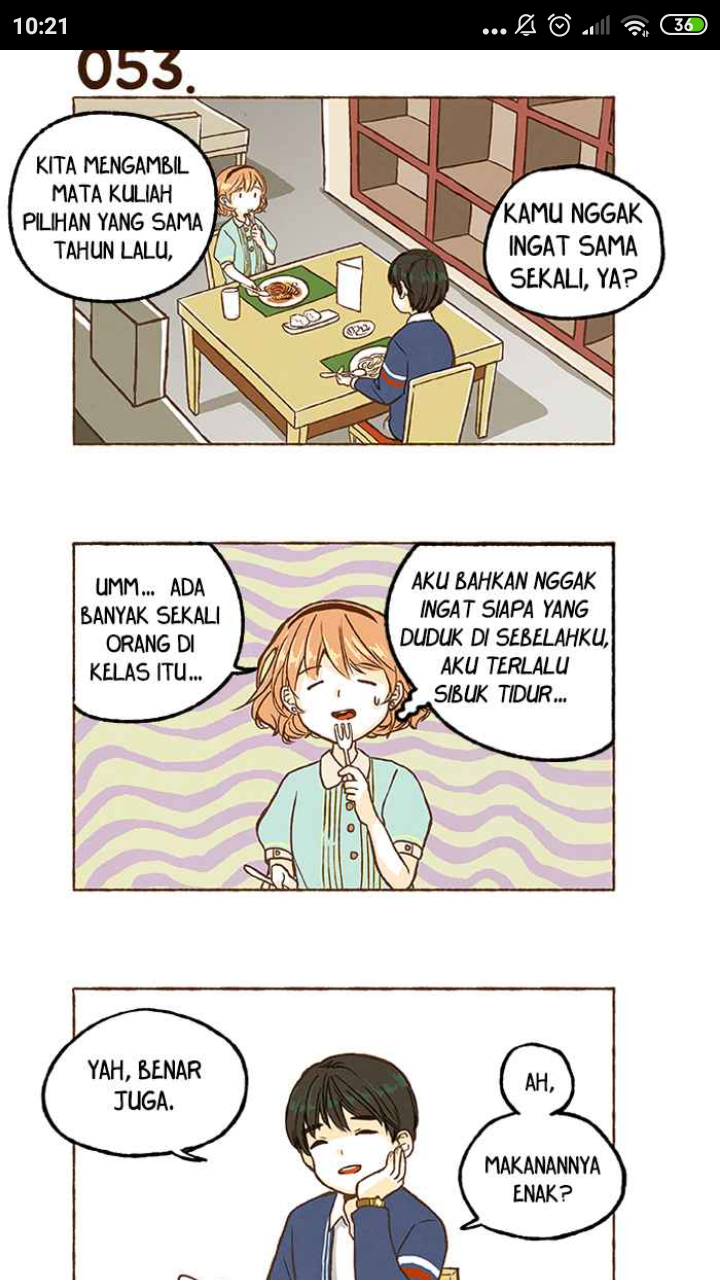 10:21
36
053.
KITA MENGAMBIL
MATA KULIAH
PILIHAN YANG SAMA
TAHUN LALU,
KAMU NGGAK
INGAT SAMA
SEKALI, YA?
UMM... ADA
BANYAK SEKALI
ORANG DI
KELAS ITU...
AKU BAHKAN NGGAK
INGAT SIAPA YANG
DUDUK DI SEBELAHKU,
AKU TERLALU
SIBUK TIDUR...
YAH, BENAR
JUGA.
AH,
MAKANANNYA
ENAK?